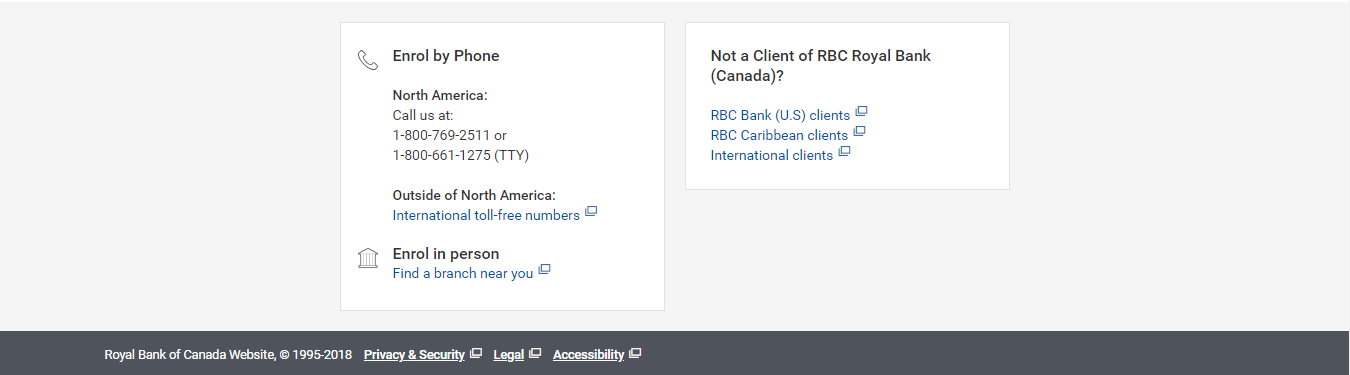 Enrol by Phone
North America:
Call us at:
1-800-769-2511 or
1-800-661-1275 (TTY)
Outside of North America:
International toll-free numbers
Enrol in person
Find a branch near you
Not a Client of RBC Royal Bank
(Canada)?
RBC Bank (U.S) clients
RBC Caribbean clients
International clients
Royal Bank of Canada Website, © 1995-2018 Privacy & Security Legal Accessibility